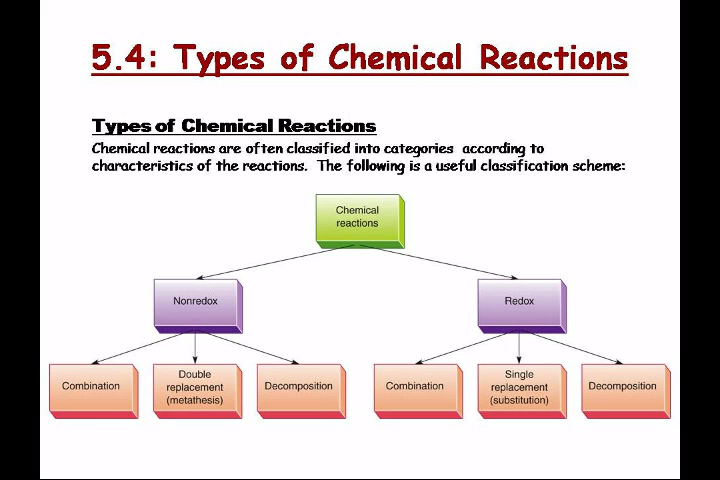 5.4: Types of Chemical Reactions
Types of Chemical Reactions
Chemical reactions are often classified into categories according to
characteristics of the reactions. The following is a useful classification scheme:
Chemical
reactions
Nonredox
Redox
Combination
Double
replacement
(metathesis)
Decomposition
Combination
Single
replacement
(substitution)
Decomposition